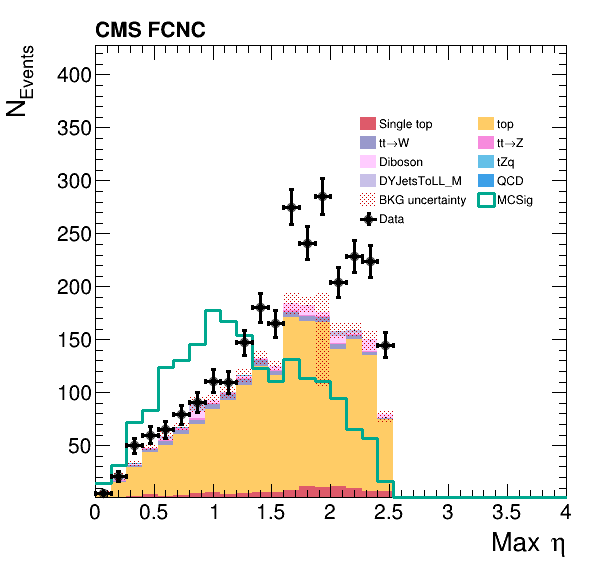 CMS FCNC
N_Events
400
350
300
250
200
150
100
50
Single top
top
tt→W
tt→Z
Diboson
tZq
DYJetsToLL_M
QCD
BKG uncertainty
MCSig
Data
0 0.5 1 1.5 2 2.5 3 3.5 4
Max η